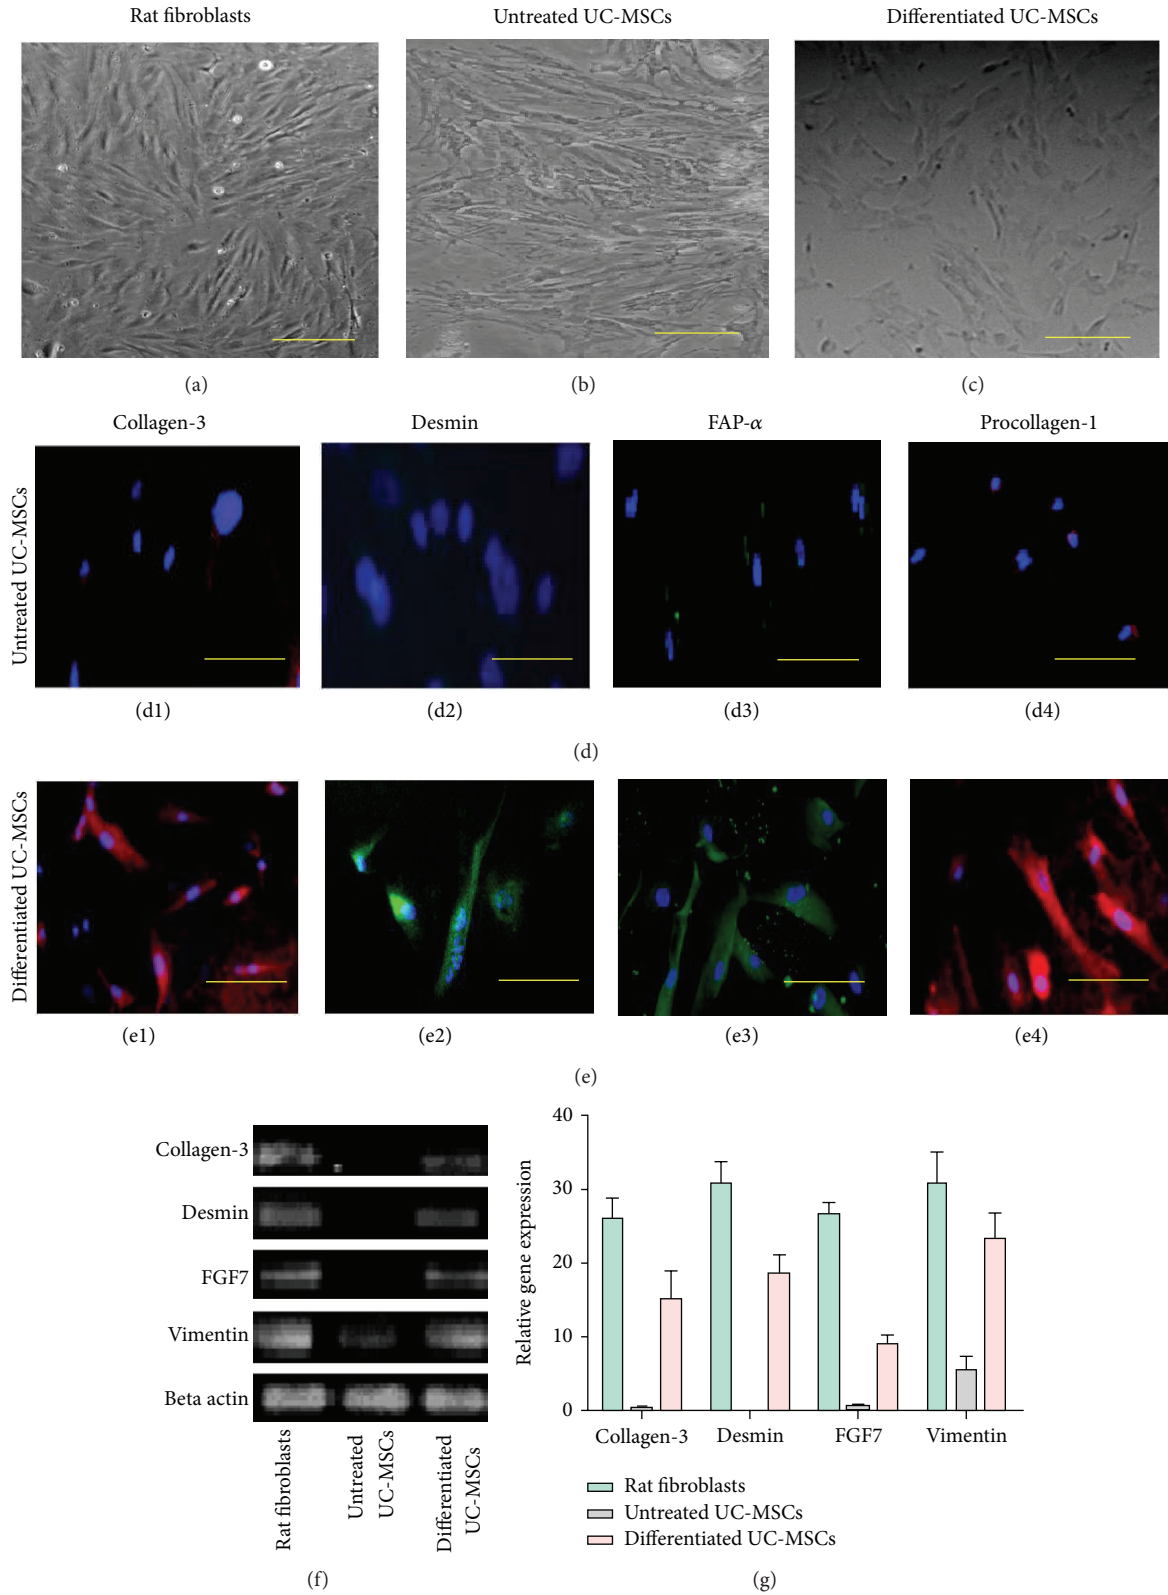 Rat fibroblasts
Untreated UC-MSCs
Differentiated UC-MSCs
(a)
(b)
(c)
Collagen-3
Desmin
FAP-α
Procollagen-1
Untreated UC-MSCs
(d1)
(d2)
(d3)
(d4)
(d)
Differentiated UC-MSCs
(e1)
(e2)
(e3)
(e4)
(e)
Collagen-3
Desmin
FGF7
Vimentin
Beta actin
Rat fibroblasts
Untreated
UC-MSCs
Differentiated
UC-MSCs
(f)
Relative gene expression
40
30
20
10
0
Collagen-3
Desmin
FGF7
Vimentin
Rat fibroblasts
Untreated UC-MSCs
Differentiated UC-MSCs
(g)